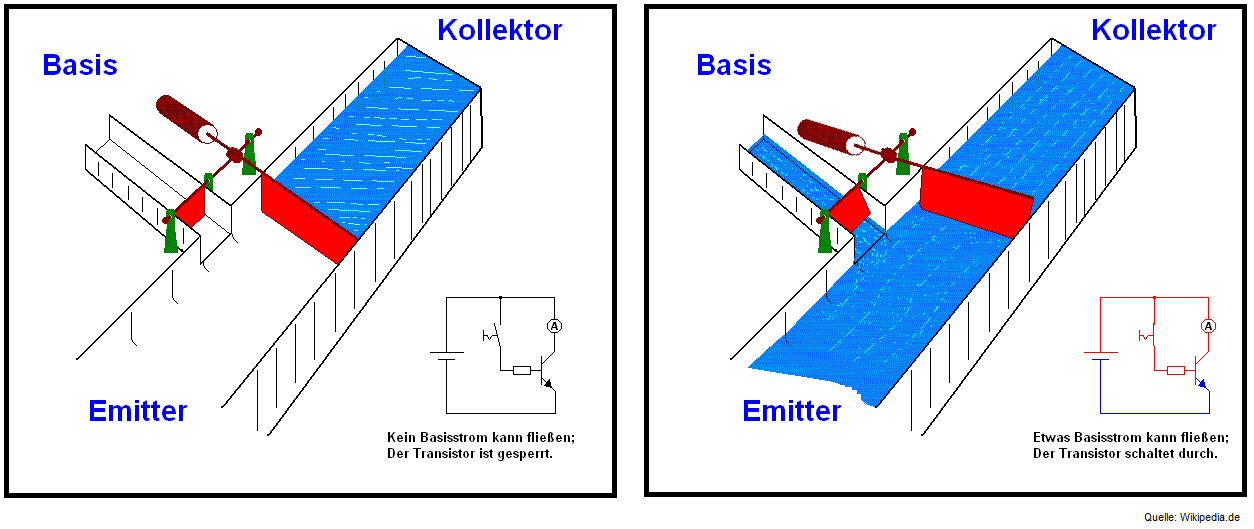 Kollektor
Basis
A
Emitter
Kein Basisstrom kann fließen;
Der Transistor ist gesperrt.
Kollektor
Basis
A
Emitter
Etwas Basisstrom kann fließen;
Der Transistor schaltet durch.
Quelle: Wikipedia.de